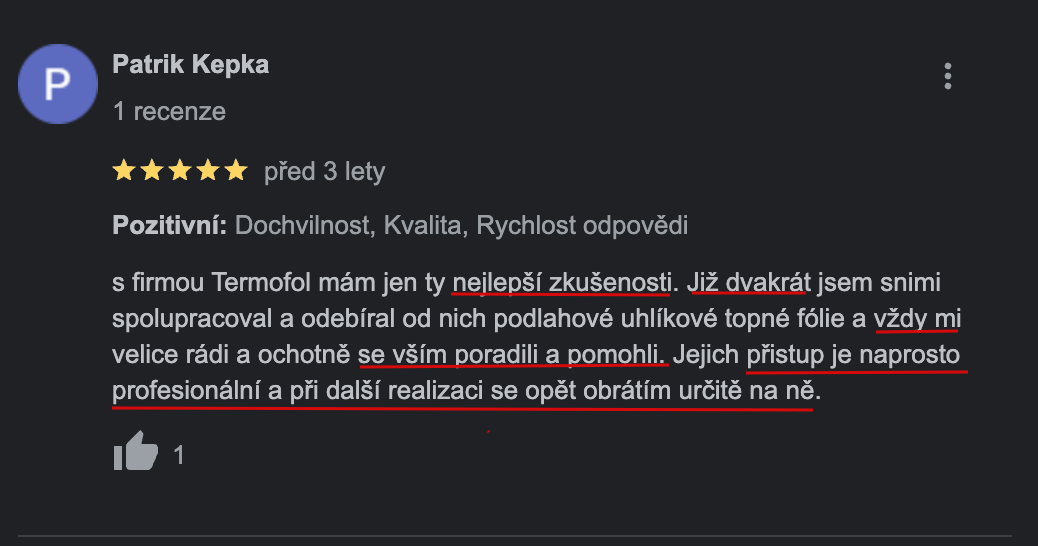 P
Patrik Kepka
1 recenze
před 3 lety
Pozitivní: Dochvilnost, Kvalita, Rychlost odpovědi
s firmou Termofol mám jen ty nejlepší zkušenosti. Již dvakrát jsem snimi
spolupracoval a odebíral od nich podlahové uhlíkové topné fólie a vždy mi
velice rádi a ochotně se vším poradili a pomohli. Jejich přistup je naprosto
profesionální a při další realizaci se opět obrátím určitě na ně.
1